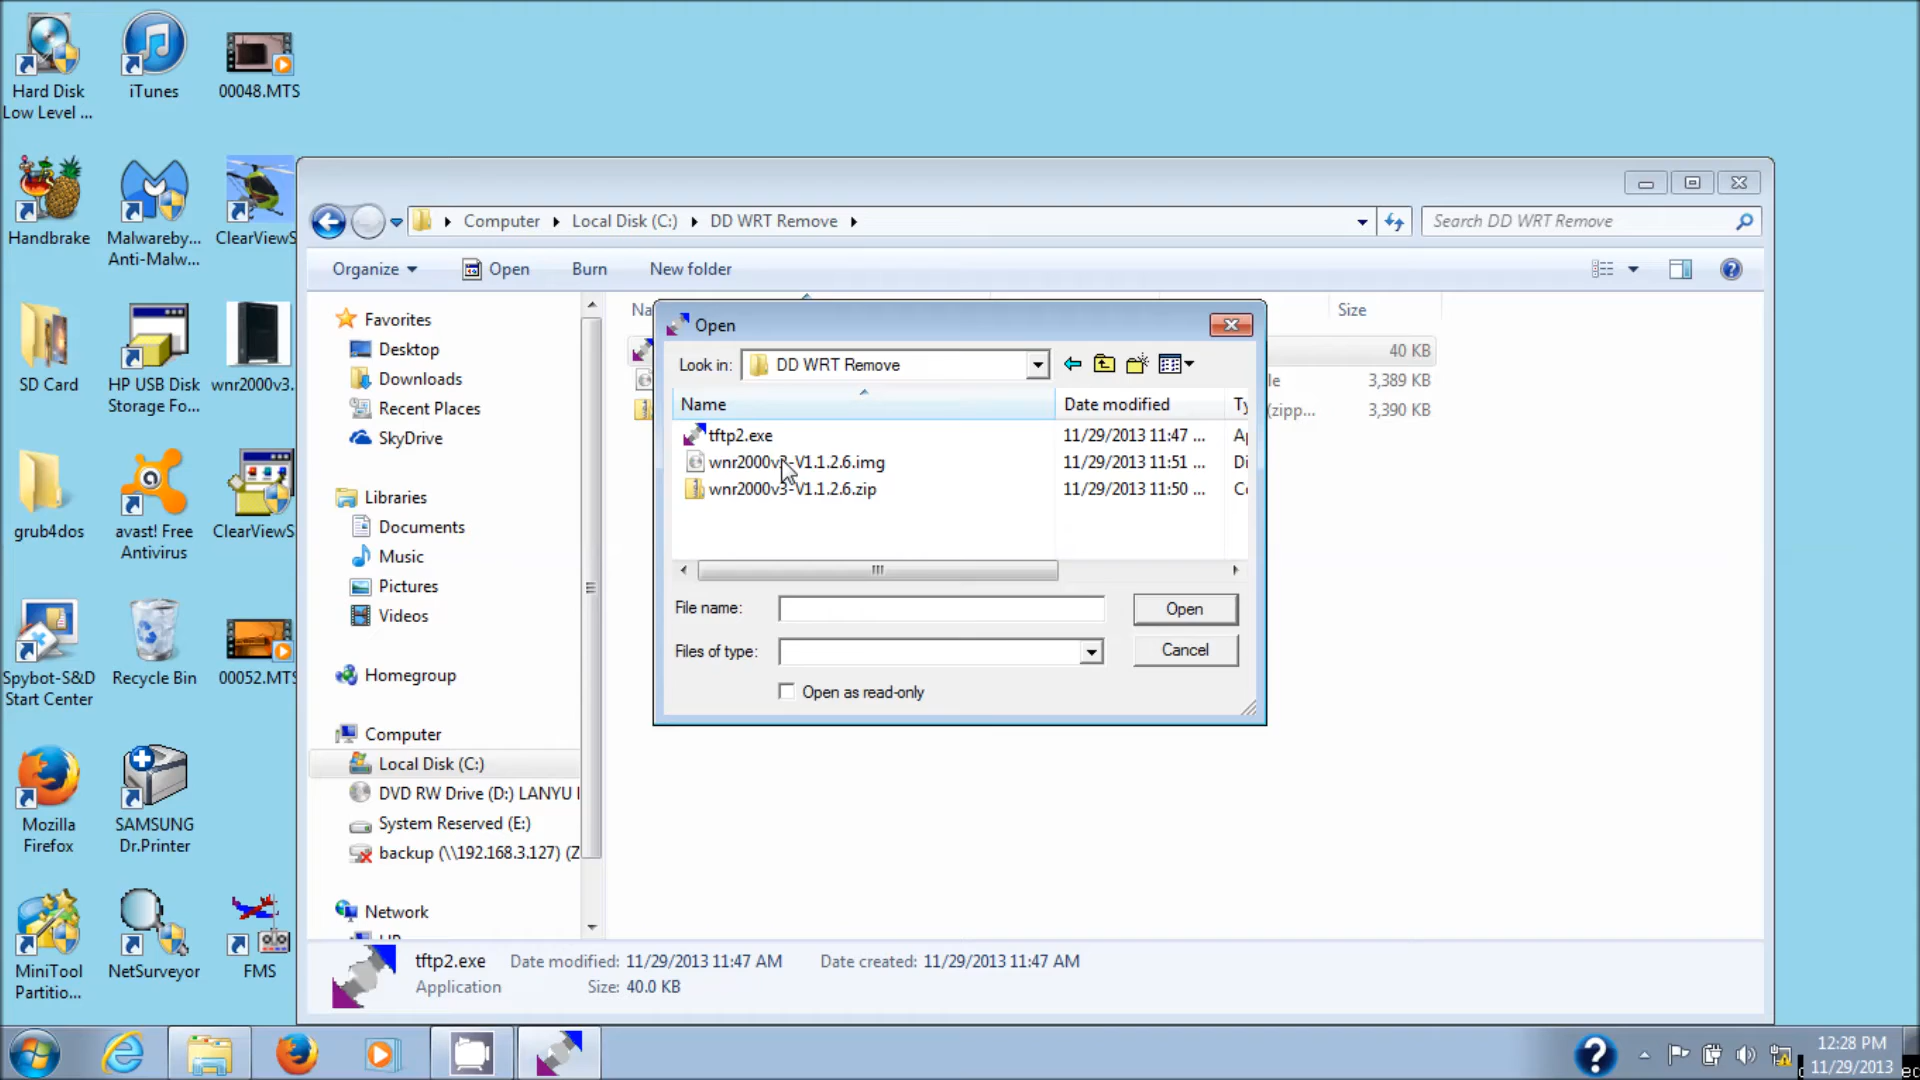 Hard Disk
Low Level ...
iTunes
00048.MTS
Handbrake
Malwareby...
Anti-Malw...
ClearViewS
SD Card
HP USB Disk
Storage Fo...
wnr2000v3.
grub4dos
avast! Free
Antivirus
ClearViewS
Spybot-S&D
Start Center
Recycle Bin
00052.MTS
Mozilla
Firefox
SAMSUNG
Dr.Printer
MiniTool
Partitio...
NetSurveyor
FMS
Computer
Local Disk (C:)
DD WRT Remove
Search DD WRT Remove
Organize
Open
Burn
New folder
Favorites
Desktop
Downloads
Recent Places
SkyDrive
Libraries
Documents
Music
Pictures
Videos
Homegroup
Computer
Local Disk (C:)
DVD RW Drive (D:) LANYU
System Reserved (E:)
backup (\\192.168.3.127) (Z
Network
Size
40 KB
3,389 KB
(zipp...
3,390 KB
Open
Look in:
DD WRT Remove
Name
Date modified
Ty
tftp2.exe
11/29/2013 11:47 ...
wnr2000v3-V1.1.2.6.img
11/29/2013 11:51 ...
Di
wnr2000v3-V1.1.2.6.zip
11/29/2013 11:50 ...
File name:
Open
Files of type:
Cancel
Open as read-only
tftp2.exe
Date modified: 11/29/2013 11:47 AM
Date created: 11/29/2013 11:47 AM
Application
Size: 40.0 KB
12:28 PM
11/29/2013